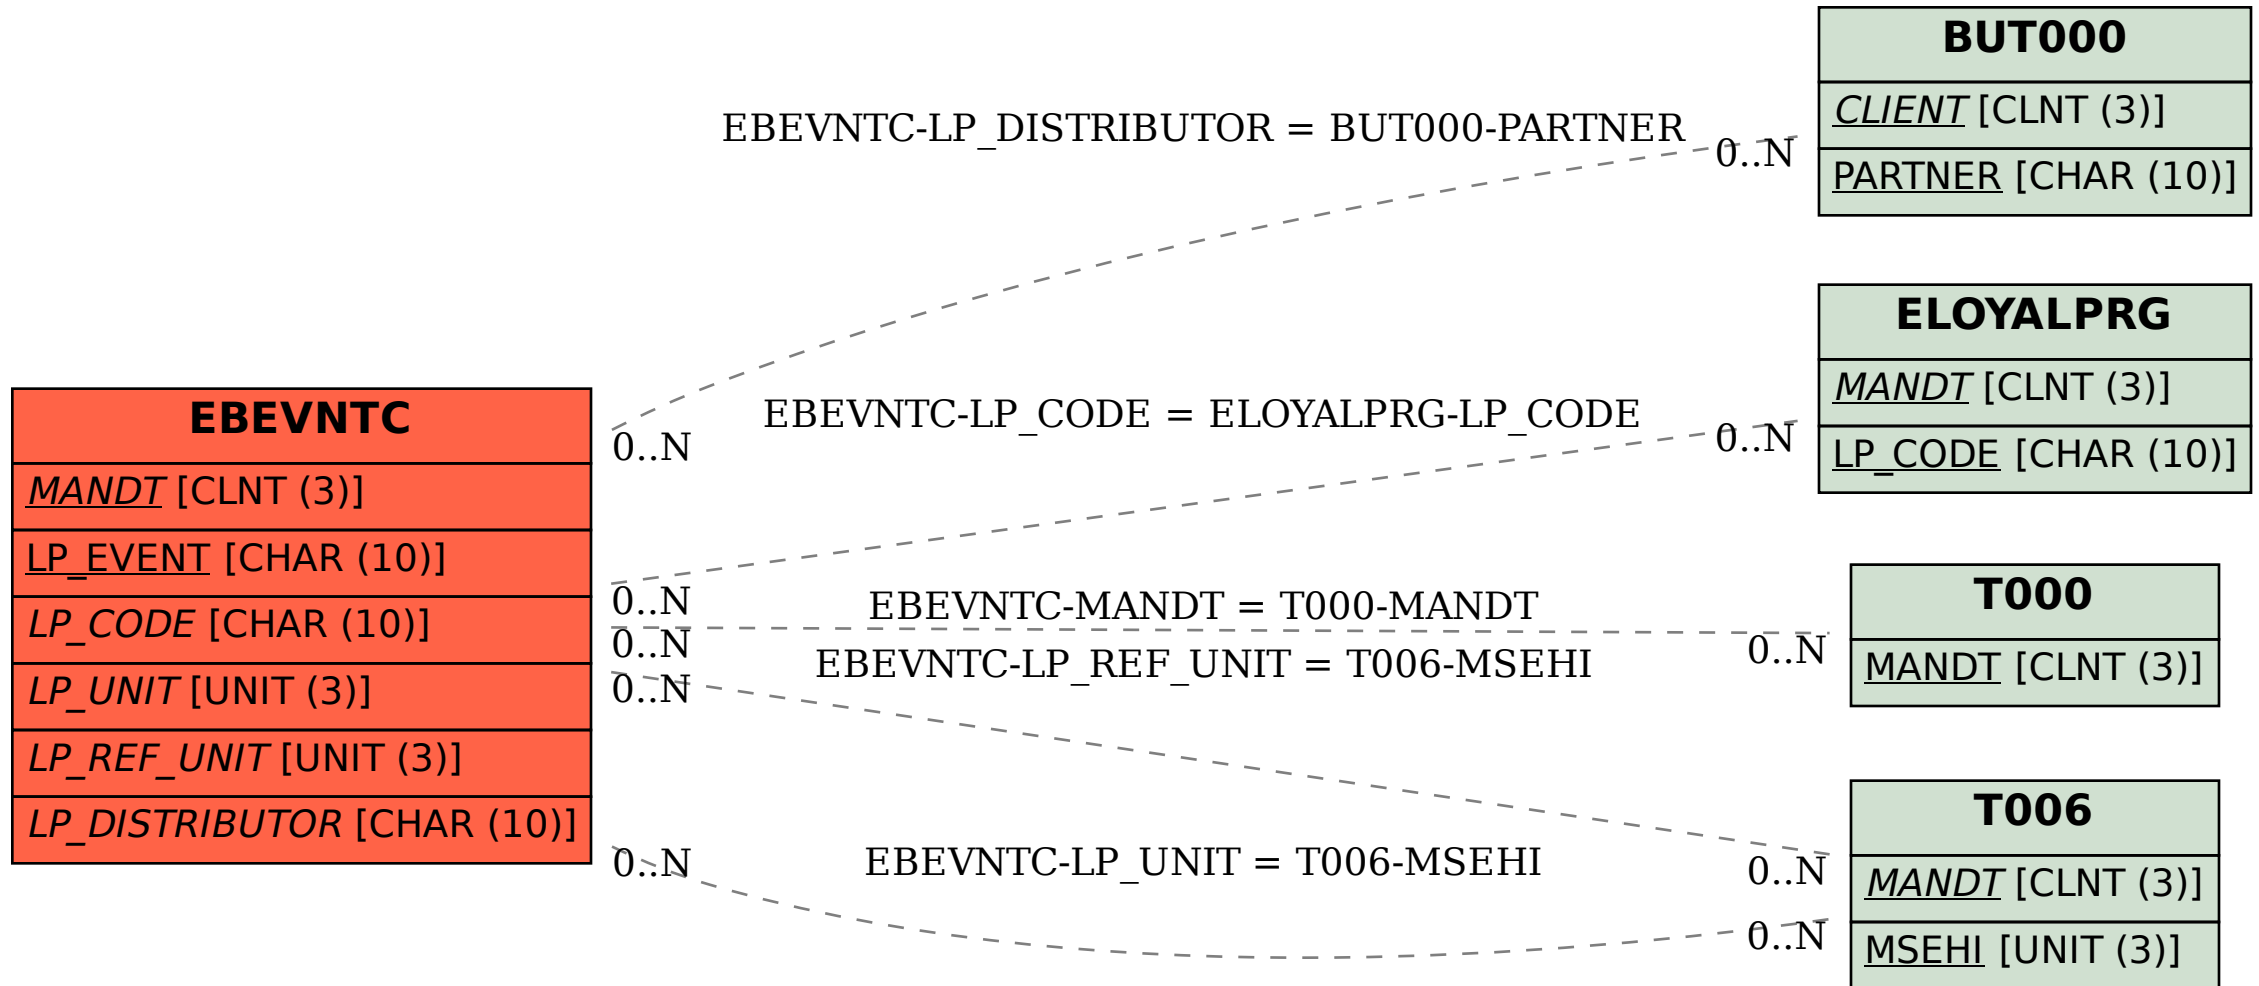 BUT000
CLIENT [CLNT (3)]
PARTNER [CHAR (10)]
EBEVNTC-LP_DISTRIBUTOR = BUT000-PARTNER
0..N
0..N
ELOYALPRG
MANDT [CLNT (3)]
LP_CODE [CHAR (10)]
EBEVNTC-LP_CODE = ELOYALPRG-LP_CODE
0..N
0..N
EBEVNTC
MANDT [CLNT (3)]
LP_EVENT [CHAR (10)]
LP_CODE [CHAR (10)]
LP_UNIT [UNIT (3)]
LP_REF_UNIT [UNIT (3)]
LP_DISTRIBUTOR [CHAR (10)]
EBEVNTC-MANDT = T000-MANDT
0..N
0..N
T000
MANDT [CLNT (3)]
EBEVNTC-LP_REF_UNIT = T006-MSEHI
0..N
0..N
EBEVNTC-LP_UNIT = T006-MSEHI
0..N
0..N
T006
MANDT [CLNT (3)]
MSEHI [UNIT (3)]